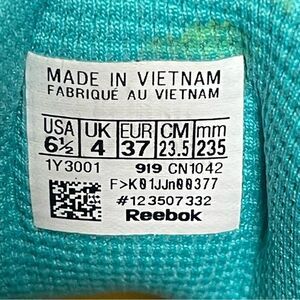 MADE IN VIETNAM
FABRIQUÉ AU VIETNAM
USA UK EUR CM mm
6½ 4 37 23.5 235
1Y3001 919 CN1042
F>K01JJn00377
#123507332
Reebok